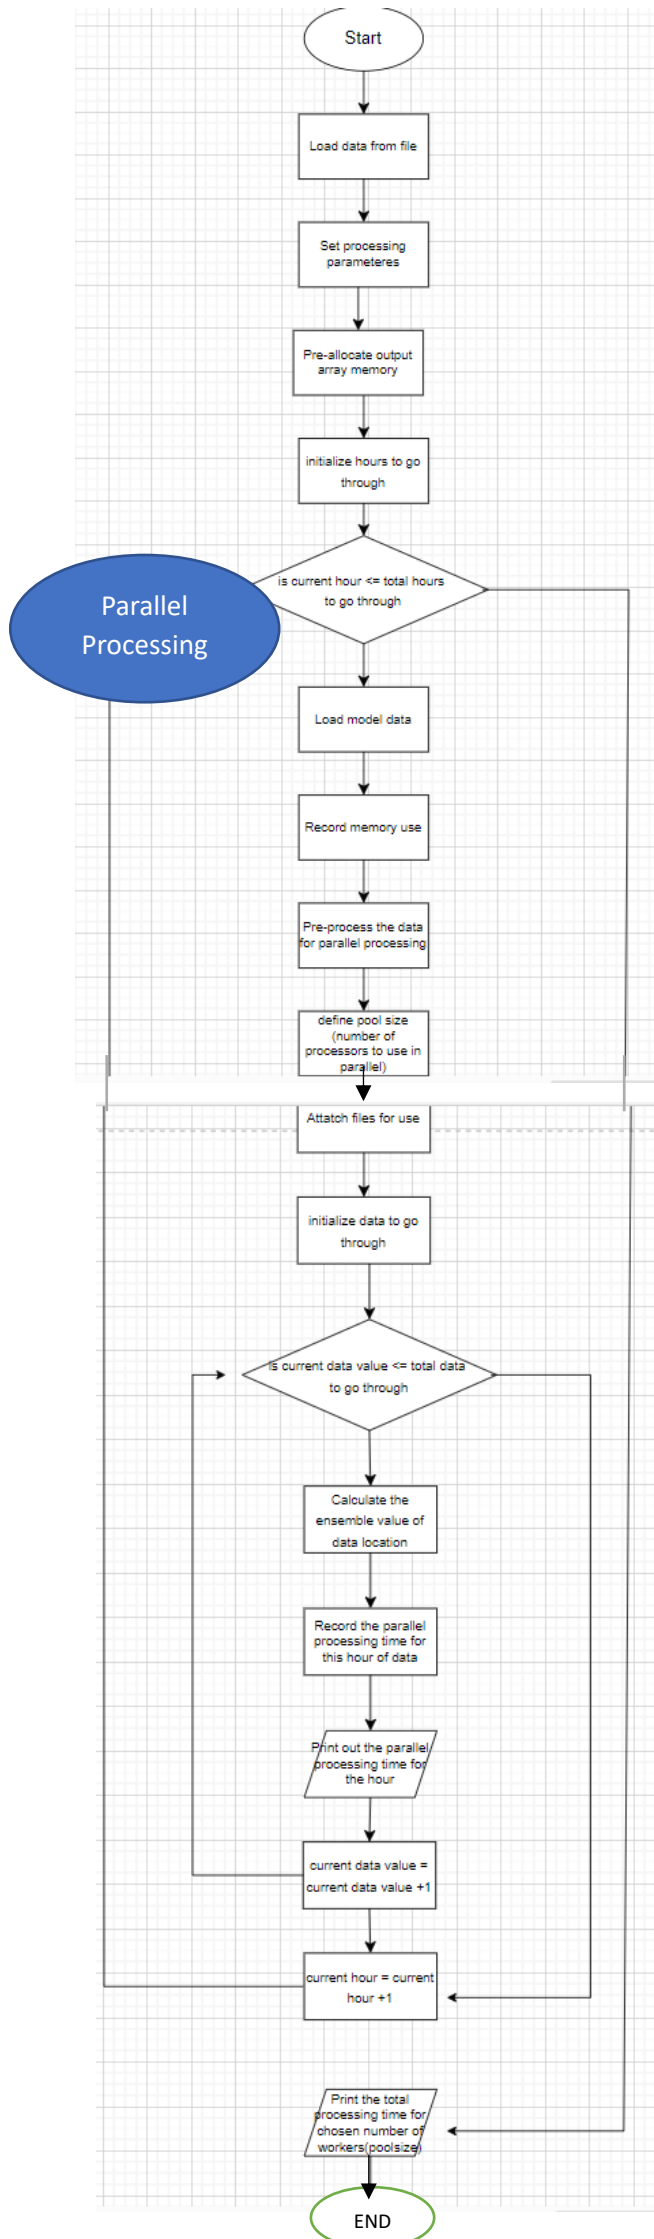 Start
Load data from file
Set processing
parameteres
Pre-allocate output
array memory
initialize hours to go
through
is current hour <= total hours
to go through
Parallel
Processing
Load model data
Record memory use
Pre-process the data
for parallel processing
define pool size
(number of
processors to use in
parallel)
Attatch files for use
initialize data to go
through
is current data value <= total data
to go through
Calculate the
ensemble value of
data location
Record the parallel
processing time for
this hour of data
Print out the parallel
processing time for
the hour
current data value =
current data value +1
current hour = current
hour +1
Print the total
processing time for
chosen number of
workers(poolsize)
END